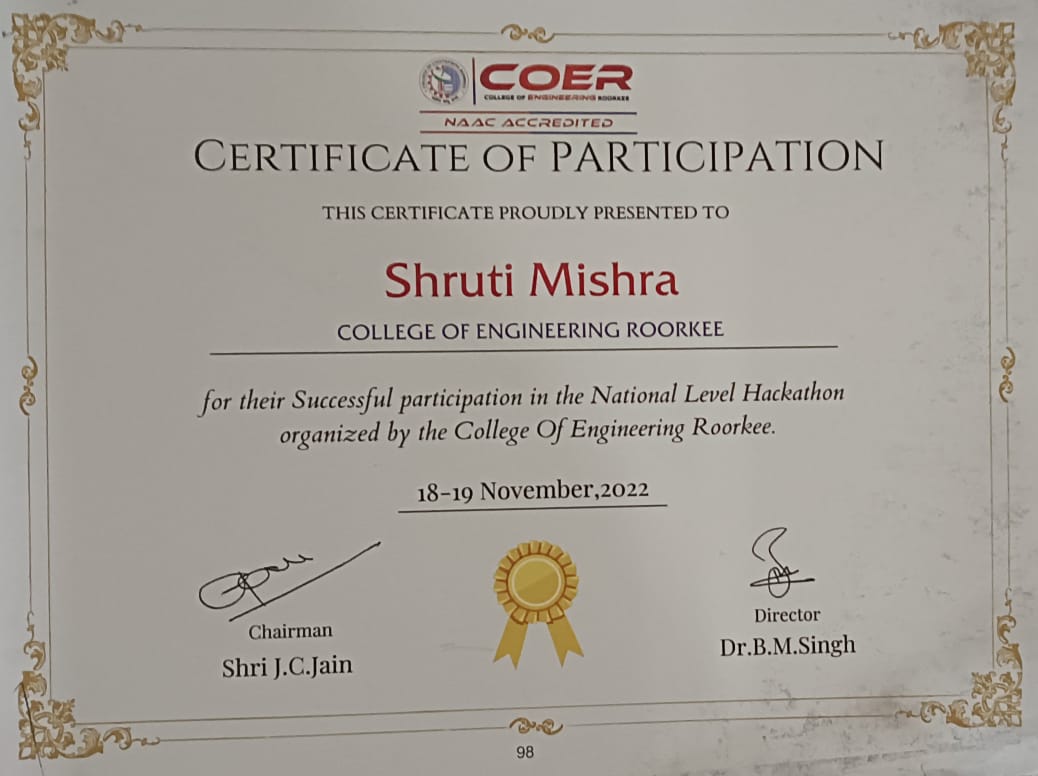 COER
COLLEGE OF ENGINEERING ROORKEE
NAAC ACCREDITED
CERTIFICATE OF PARTICIPATION
THIS CERTIFICATE PROUDLY PRESENTED TO
Shruti Mishra
COLLEGE OF ENGINEERING ROORKEE
for their Successful participation in the National Level Hackathon
organized by the College Of Engineering Roorkee.
18-19 November,2022
Chairman
Shri J.C.Jain
Director
Dr.B.M.Singh
98